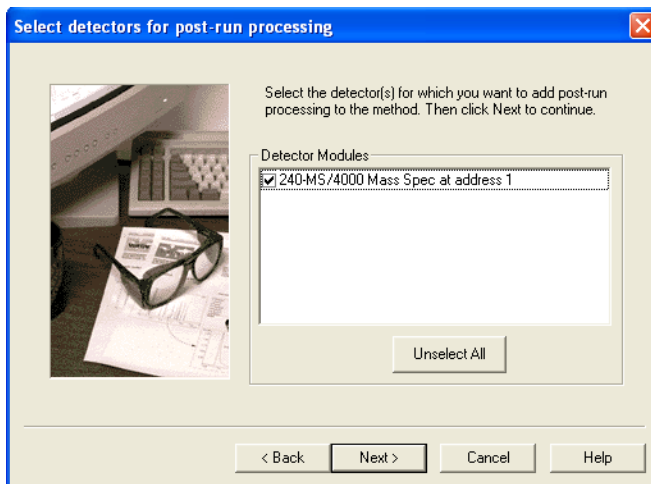 Select detectors for post-run processing
Select the detector(s) for which you want to add post-run
processing to the method. Then click Next to continue.
Detector Modules
240-MS/4000 Mass Spec at address 1
Unselect All
< Back
Next >
Cancel
Help